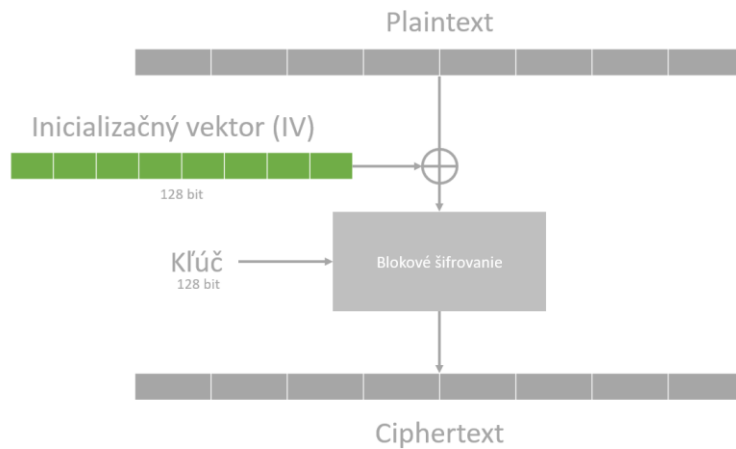 Plaintext
Inicializačný vektor (IV)
128 bit
Kľúč
128 bit
Blokové šifrovanie
Ciphertext